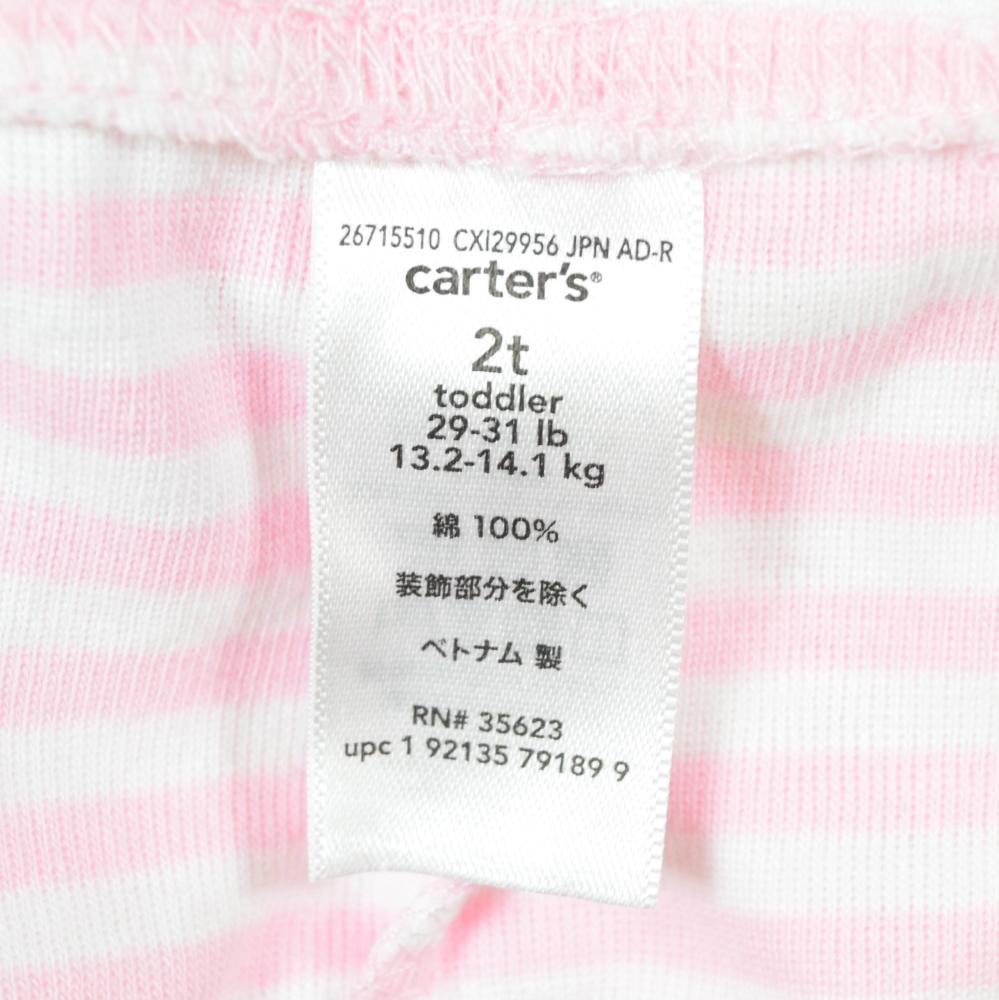 26715510 CXI29956 JPN AD-R
carter's®
2t
toddler
29-31 lb
13.2-14.1 kg
綿 100%
装飾部分を除く
ベトナム 製
RN# 35623
upc 1 92135 79189 9